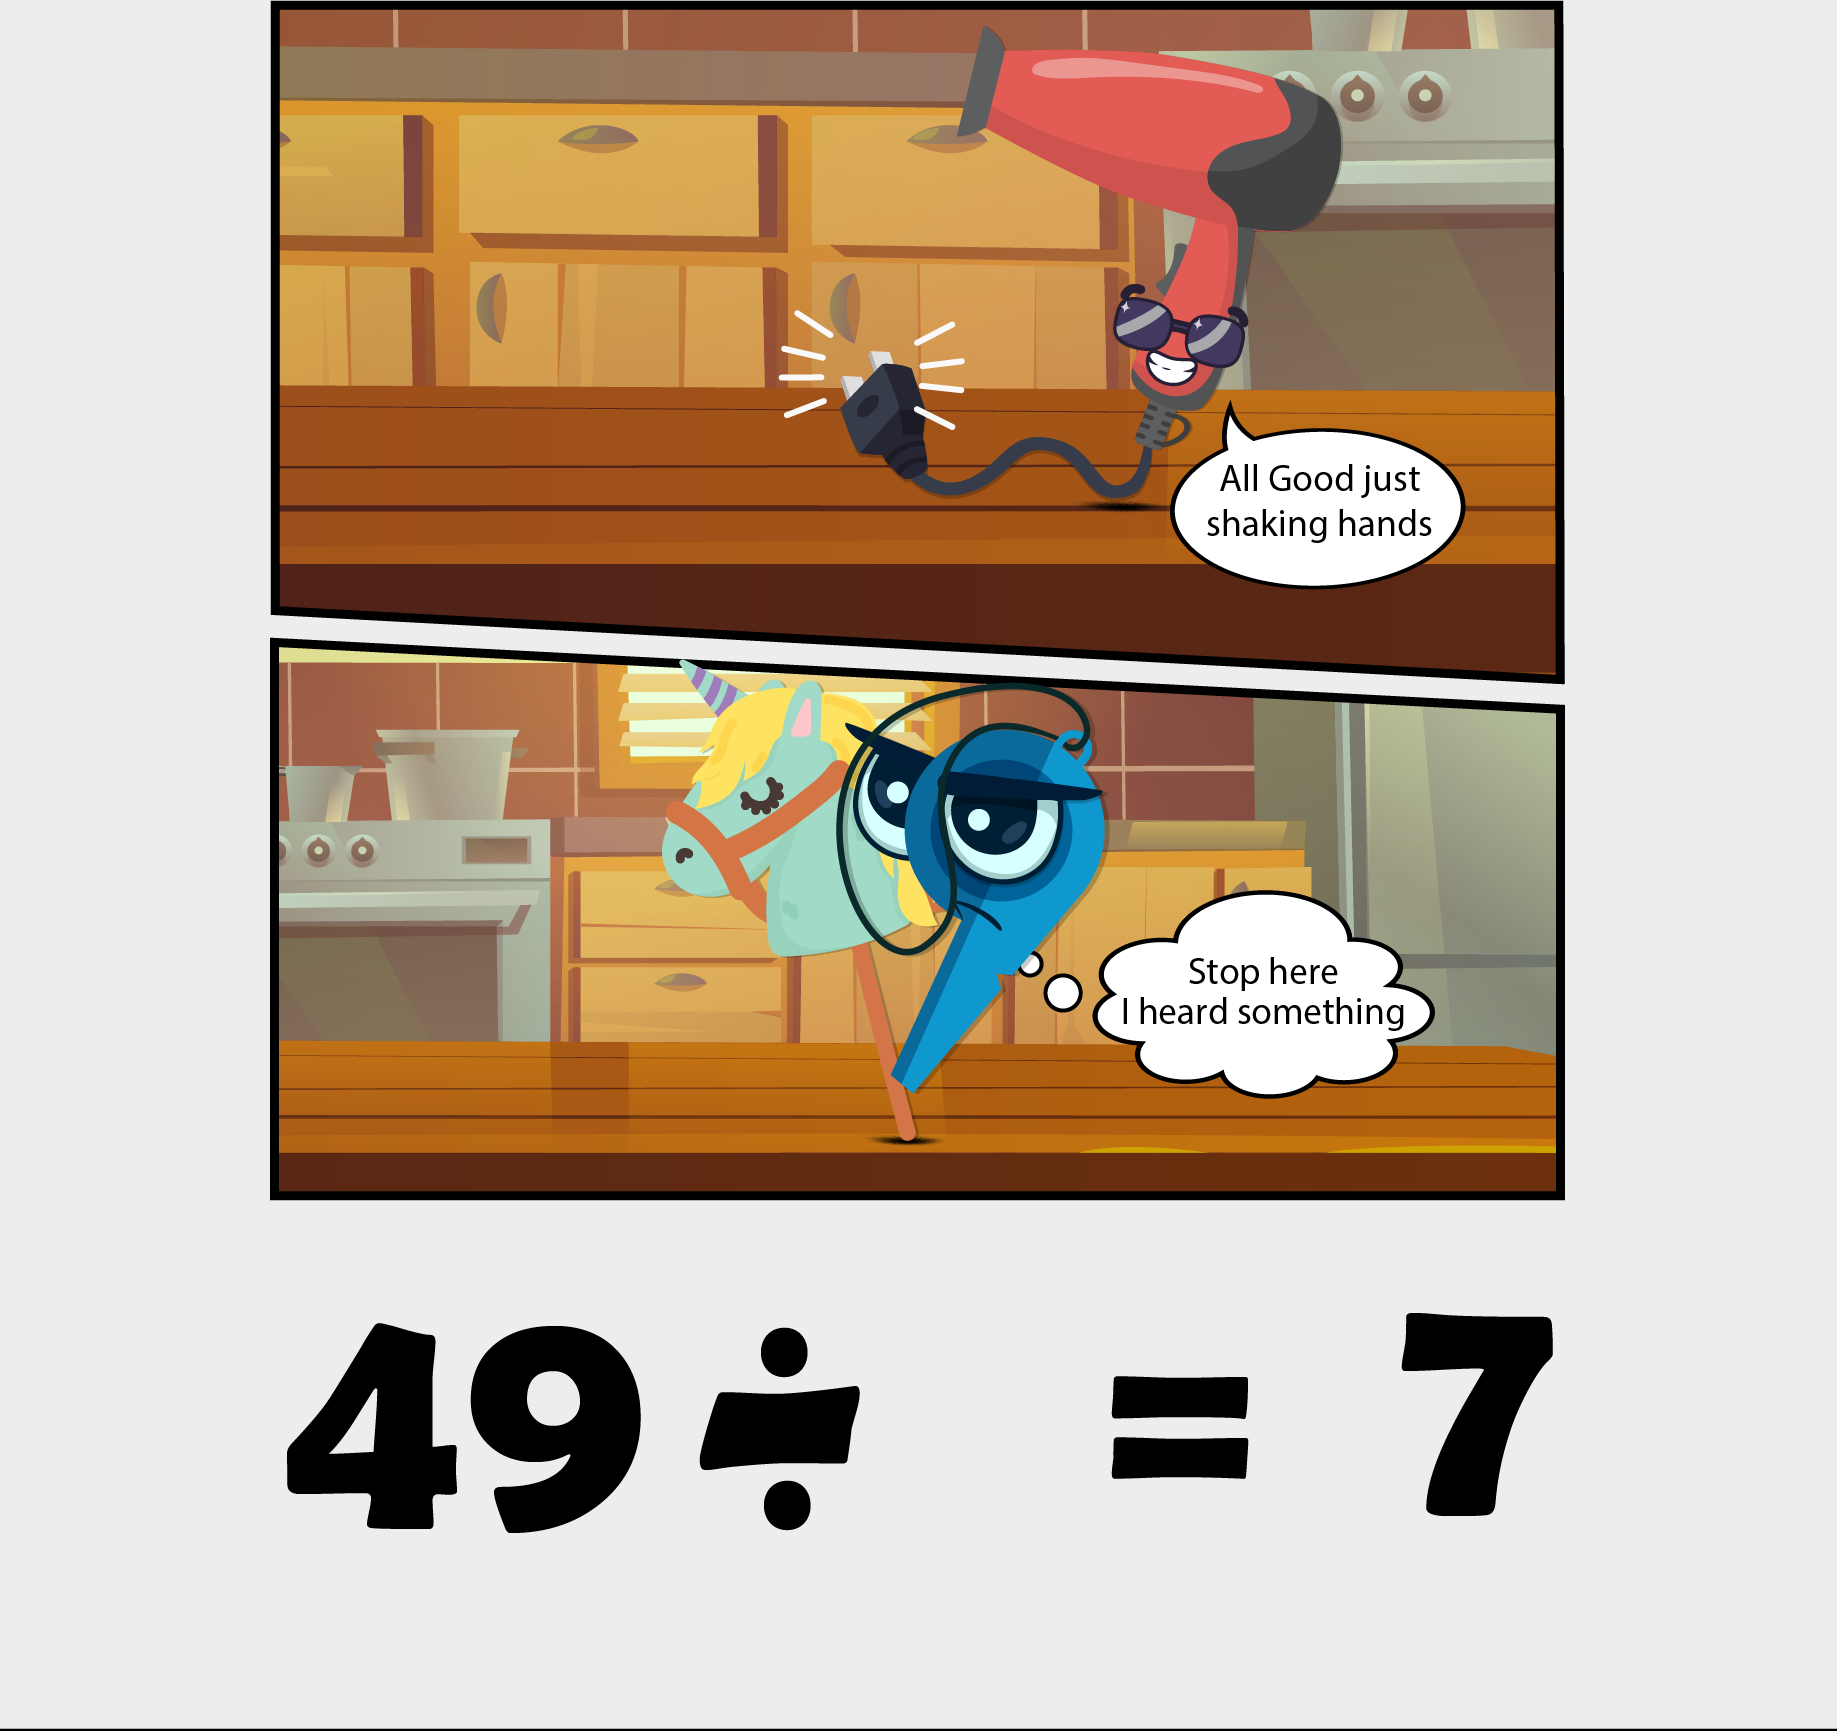 All Good just
shaking hands
Stop here
I heard something
49 ÷ = 7